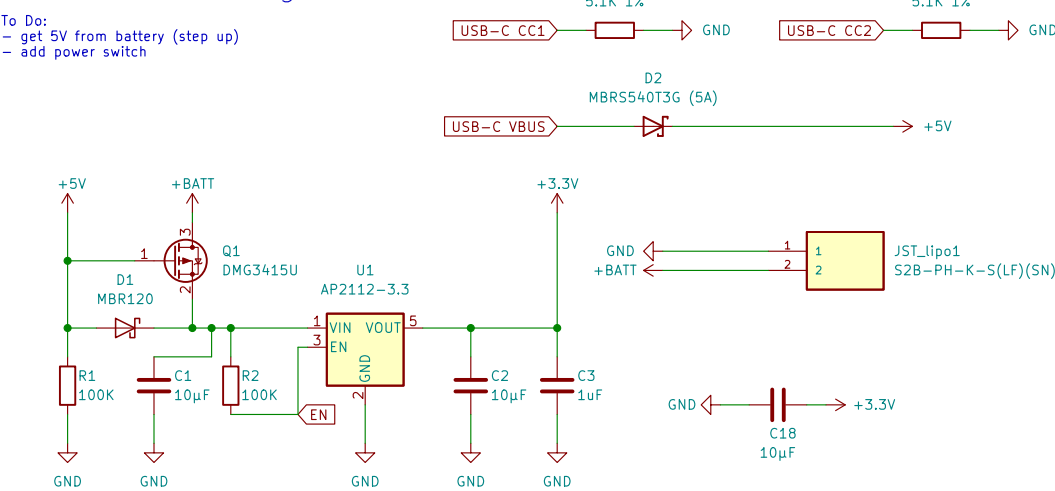 To Do:
– get 5V from battery (step up)
– add power switch
5.1K 1%
USB-C CC1
GND
5.1K 1%
USB-C CC2
GND
D2
MBRS540T3G (5A)
USB-C VBUS
+5V
+5V
+BATT
3
1
2
Q1
DMG3415U
D1
MBR120
U1
AP2112-3.3
1
VIN
VOUT
5
3
EN
GND
2
+3.3V
GND
1
1
+BATT
2
2
JST_lipo1
S2B-PH-K-S(LF)(SN)
R1
100K
C1
10µF
R2
100K
EN
C2
10µF
C3
1uF
GND
GND
GND
GND
GND
GND
+3.3V
C18
10µF